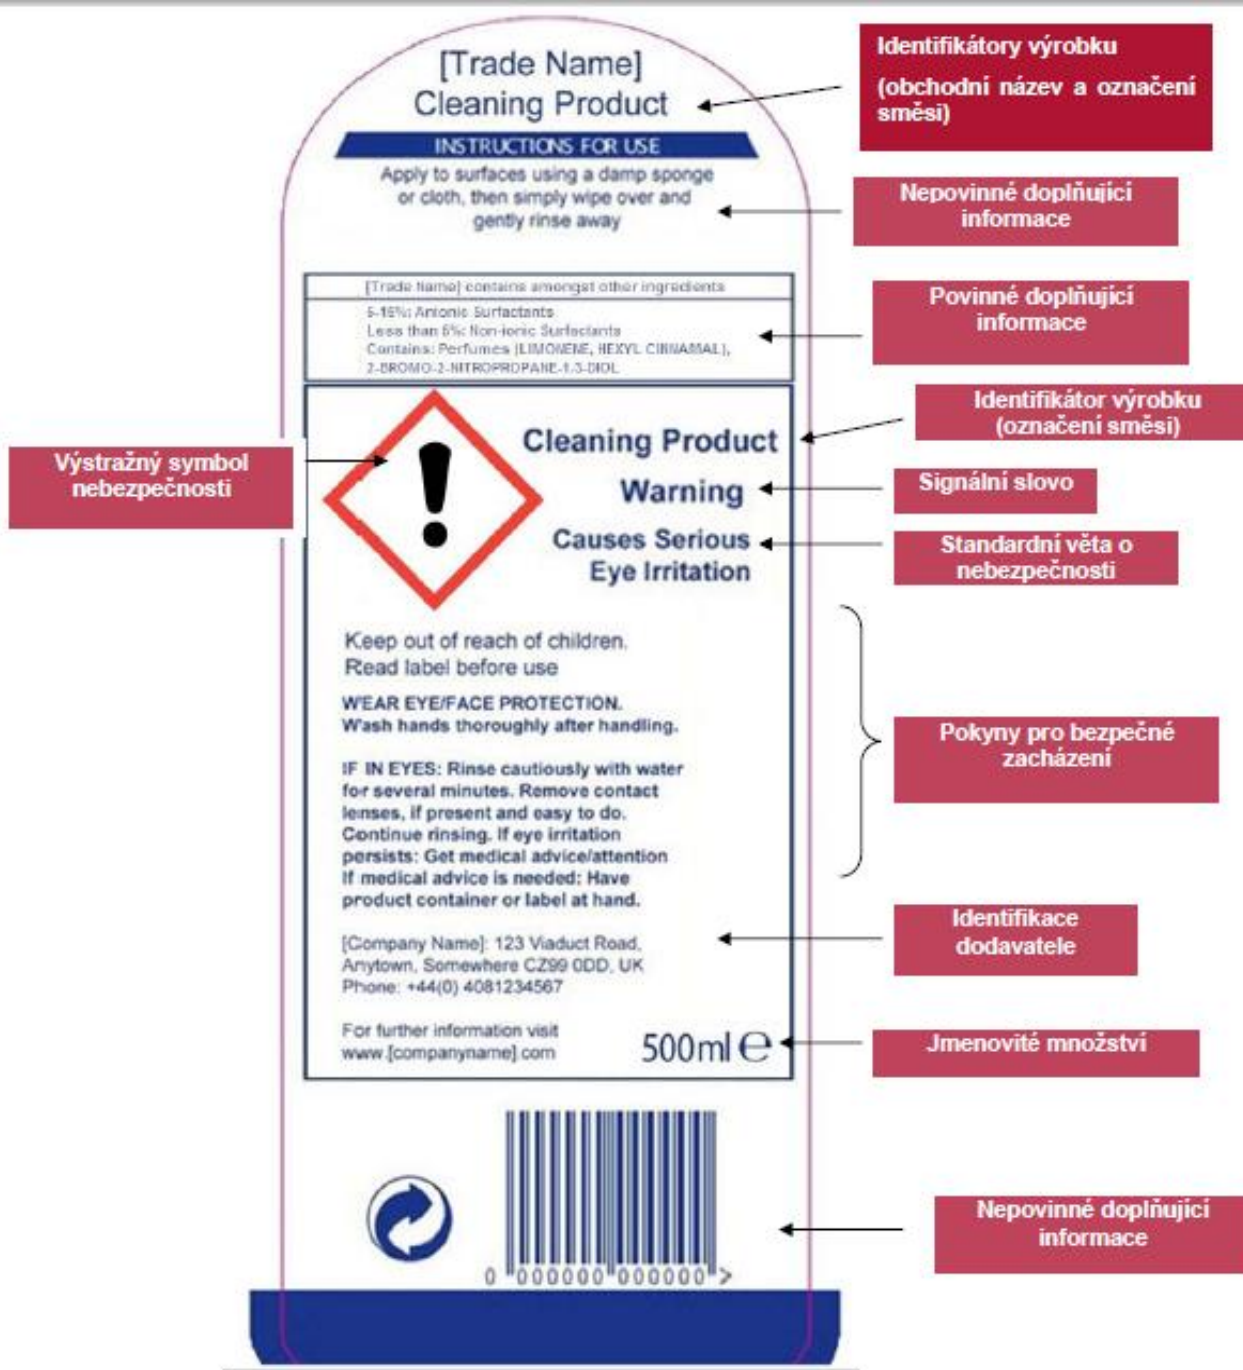 [Trade Name]
Cleaning Product
INSTRUCTIONS FOR USE
Apply to surfaces using a damp sponge
or cloth, then simply wipe over and
gently rinse away
[Trade Name] contains amongst other ingredients
5-15%: Anionic Surfactants
Less than 5%: Non-ionic Surfactants
Contains: Perfumes (LIMONENE, HEXYL CINNAMAL),
2-BROMO-2-NITROPROPANE-1,3-DIOL
Cleaning Product
Warning
Causes Serious
Eye Irritation
Keep out of reach of children.
Read label before use
WEAR EYE/FACE PROTECTION.
Wash hands thoroughly after handling.
IF IN EYES: Rinse cautiously with water
for several minutes. Remove contact
lenses, if present and easy to do.
Continue rinsing. If eye irritation
persists: Get medical advice/attention
If medical advice is needed: Have
product container or label at hand.
[Company Name]: 123 Viaduct Road,
Anytown, Somewhere CZ99 0DD, UK
Phone: +44(0) 4081234567
For further information visit
www.[companyname].com
500ml ℮
0 000000 000000 >
Výstražný symbol
nebezpečnosti
Identifikátory výrobku
(obchodní název a označení
směsi)
Nepovinné doplňující
informace
Povinné doplňující
informace
Identifikátor výrobku
(označení směsi)
Signální slovo
Standardní věta o
nebezpečnosti
Pokyny pro bezpečné
zacházení
Identifikace
dodavatele
Jmenovité množství
Nepovinné doplňující
informace